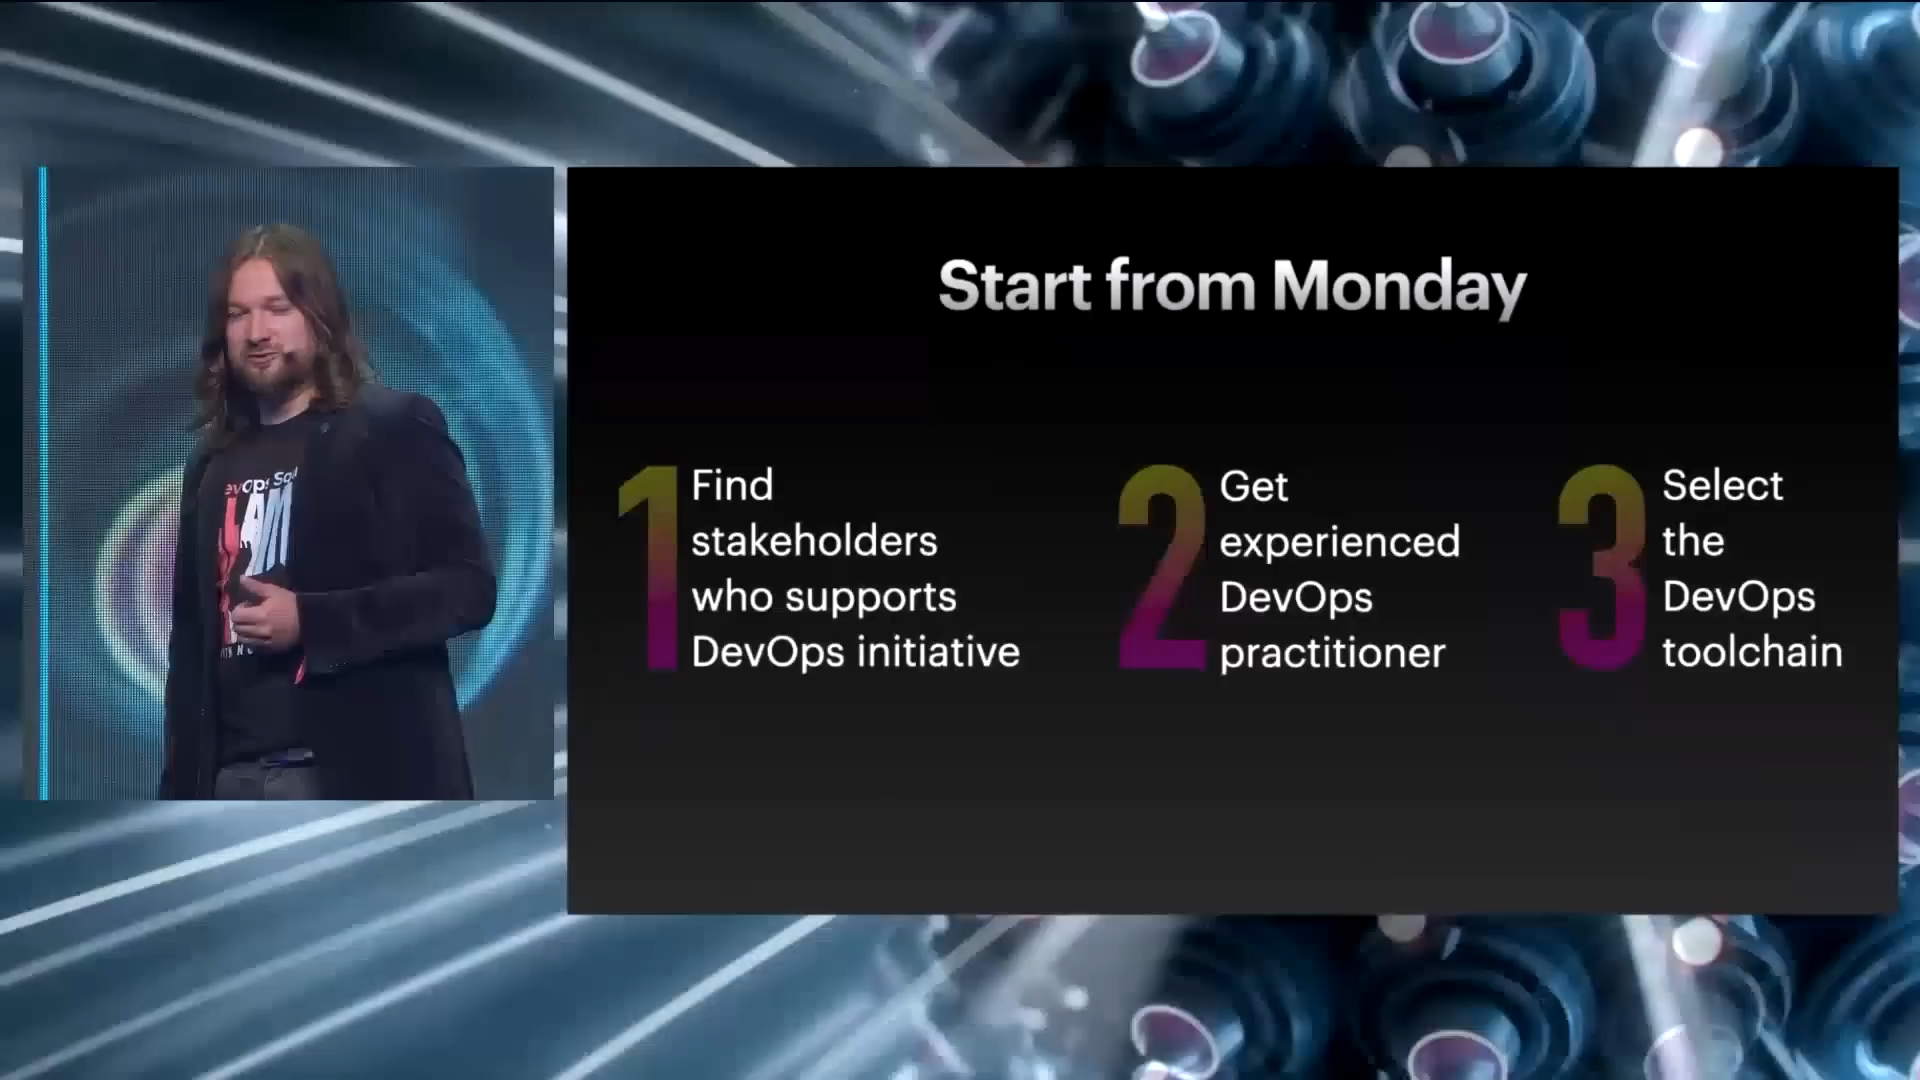 Start from Monday
1
Find
stakeholders
who supports
DevOps initiative
2
Get
experienced
DevOps
practitioner
3
Select
the
DevOps
toolchain